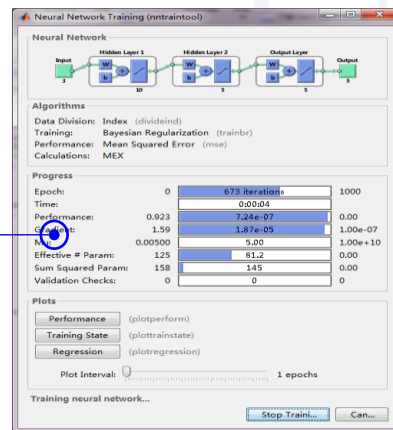 Neural Network Training (nntraintool)
Neural Network
Hidden Layer 1 Hidden Layer 2 Output Layer
Input Output
W W W
b b b
3 10 5 5 5
Algorithms
Data Division: Index (divideind)
Training: Bayesian Regularization (trainbr)
Performance: Mean Squared Error (mse)
Calculations: MEX
Progress
Epoch: 0 673 iterations 1000
Time: 0:00:04
Performance: 0.923 7.24e-07 0.00
Gradient: 1.59 1.87e-05 1.00e-07
Mu: 0.00500 5.00 1.00e+10
Effective # Param: 125 81.2 0.00
Sum Squared Param: 158 145 0.00
Validation Checks: 0 0 0
Plots
Performance (plotperform)
Training State (plottrainstate)
Regression (plotregression)
Plot Interval: 1 epochs
Training neural network...
Stop Traini... Can...